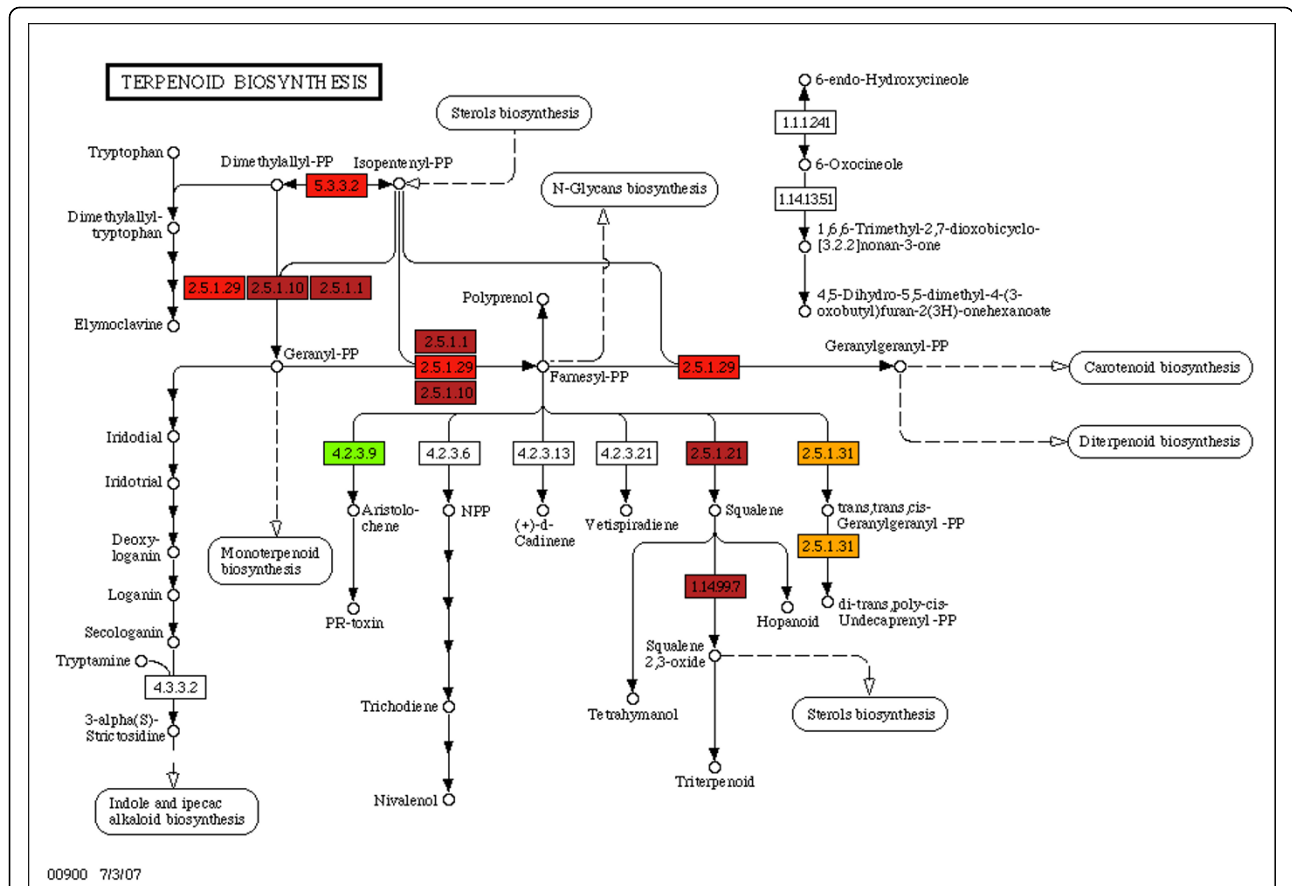 TERPENOID BIOSYNTHESIS
6-endo-Hydroxycineole
Sterols biosynthesis
1.1.1.241
Tryptophan
Dimethylallyl-PP
Isopentenyl-PP
6-Oxocineole
5.3.3.2
N-Glycans biosynthesis
1.14.13.51
Dimethylallyl-
tryptophan
1,6,6-Trimethyl-2,7-dioxobicyclo-
[3.2.2]nonan-3-one
2.5.1.29
2.5.1.10
2.5.1.1
Polyprenol
4,5-Dihydro-5,5-dimethyl-4-(3-
oxobutyl)furan-2(3H)-onehexanoate
Elymoclavine
2.5.1.1
Geranyl-PP
Geranylgeranyl-PP
2.5.1.29
2.5.1.29
Farnesyl-PP
Carotenoid biosynthesis
2.5.1.10
Iridodial
Diterpenoid biosynthesis
4.2.3.9
4.2.3.6
4.2.3.13
4.2.3.21
2.5.1.21
2.5.1.31
Iridotrial
Aristolo-
chene
NPP
(+)-d-
Cadinene
Vetispiradiene
Squalene
trans,trans,cis-
Geranylgeranyl -PP
Deoxy-
loganin
Monoterpenoid
biosynthesis
2.5.1.31
Loganin
1.14.99.7
PR-toxin
Hopanoid
di-trans,poly-cis-
Undecaprenyl -PP
Secologanin
Squalene
2,3-oxide
Tryptamine
4.3.3.2
3-alpha(S)-
Strictosidine
Trichodiene
Tetrahymanol
Sterols biosynthesis
Triterpenoid
Nivalenol
Indole and ipecac
alkaloid biosynthesis
00900 7/3/07